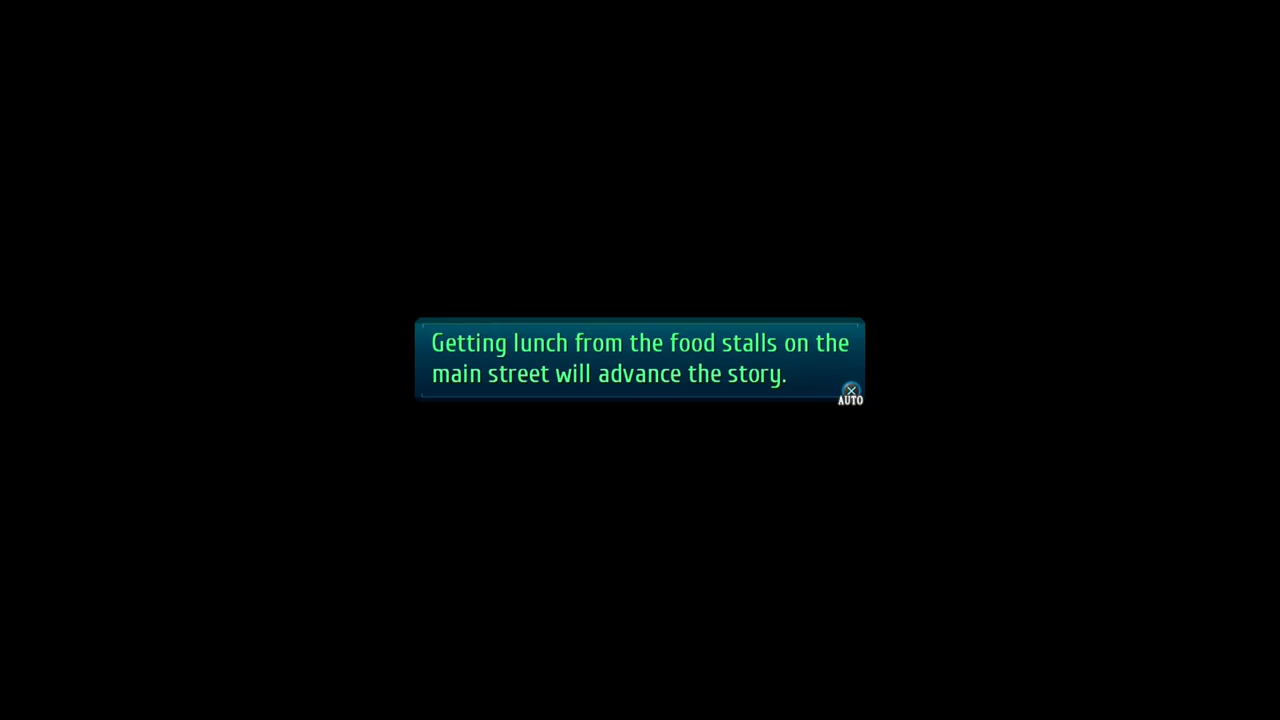 Getting lunch from the food stalls on the
main street will advance the story.
AUTO